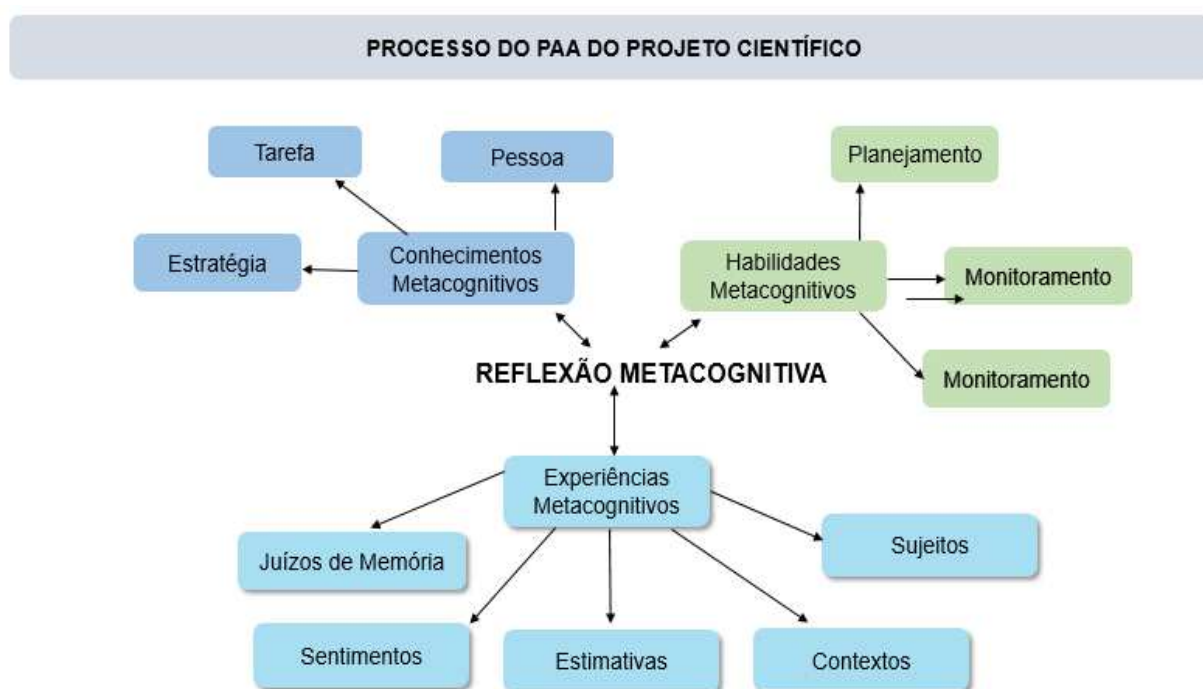 PROCESSO DO PAA DO PROJETO CIENTÍFICO
Tarefa
Pessoa
Planejamento
Estratégia
Conhecimentos
Metacognitivos
Habilidades
Metacognitivos
Monitoramento
Monitoramento
REFLEXÃO METACOGNITIVA
Experiências
Metacognitivos
Juízos de Memória
Sujeitos
Sentimentos
Estimativas
Contextos